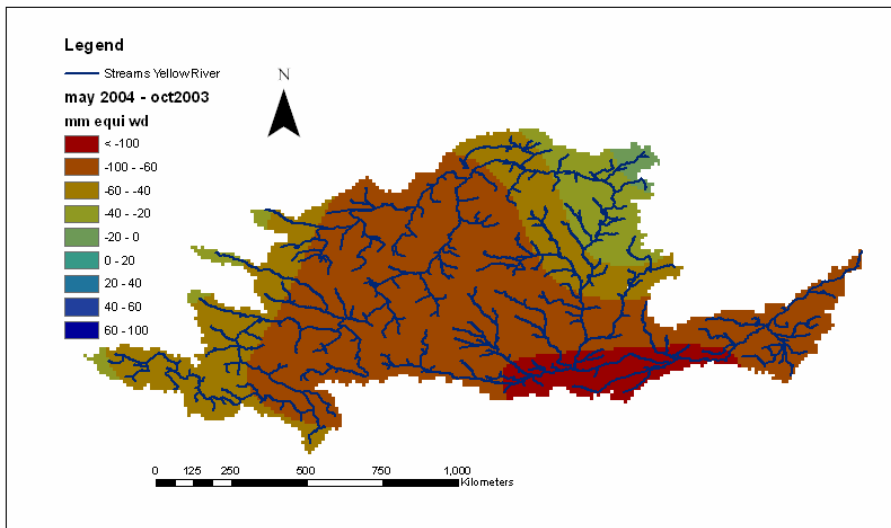 Legend
Streams Yellow River
may 2004 - oct2003
mm equi wd
< -100
-100 - -60
-60 - -40
-40 - -20
-20 - 0
0 - 20
20 - 40
40 - 60
60 -100
N
0 125 250 500 750 1,000
Kilometers